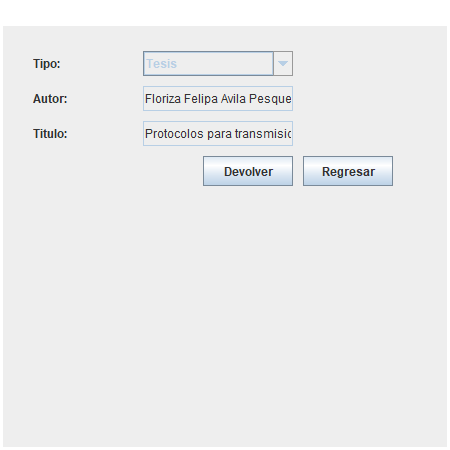 Tipo: Tesis
Autor: Floriza Felipa Avila Pesque
Titulo: Protocolos para transmisic
Devolver Regresar